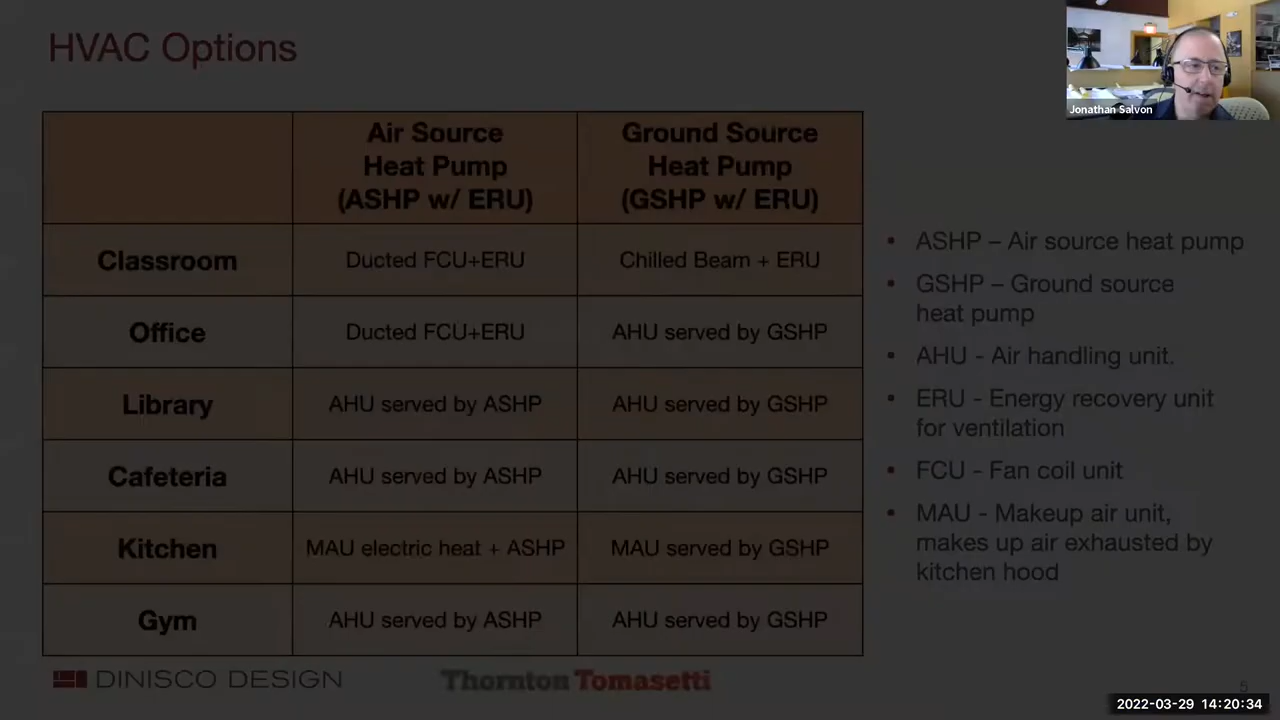 HVAC Options
Jonathan Salvon
Air Source
Heat Pump
(ASHP w/ ERU)
Ground Source
Heat Pump
(GSHP w/ ERU)
Classroom
Ducted FCU+ERU
Chilled Beam + ERU
Office
Ducted FCU+ERU
AHU served by GSHP
Library
AHU served by ASHP
AHU served by GSHP
Cafeteria
AHU served by ASHP
AHU served by GSHP
Kitchen
MAU electric heat + ASHP
MAU served by GSHP
Gym
AHU served by ASHP
AHU served by GSHP
• ASHP – Air source heat pump
• GSHP – Ground source
heat pump
• AHU - Air handling unit.
• ERU - Energy recovery unit
for ventilation
• FCU - Fan coil unit
• MAU - Makeup air unit,
makes up air exhausted by
kitchen hood
DINISCO DESIGN
Thornton Tomasetti
5
2022-03-29 14:20:34